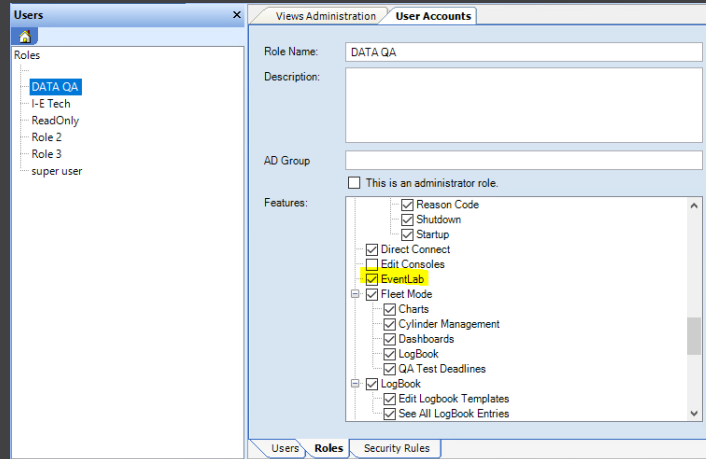 Users
Views Administration
User Accounts
Roles
DATA QA
I-E Tech
ReadOnly
Role 2
Role 3
super user
Role Name:
DATA QA
Description:
AD Group
This is an administrator role.
Features:
Reason Code
Shutdown
Startup
Direct Connect
Edit Consoles
EventLab
Fleet Mode
Charts
Cylinder Management
Dashboards
LogBook
QA Test Deadlines
LogBook
Edit Logbook Templates
See All LogBook Entries
Users
Roles
Security Rules